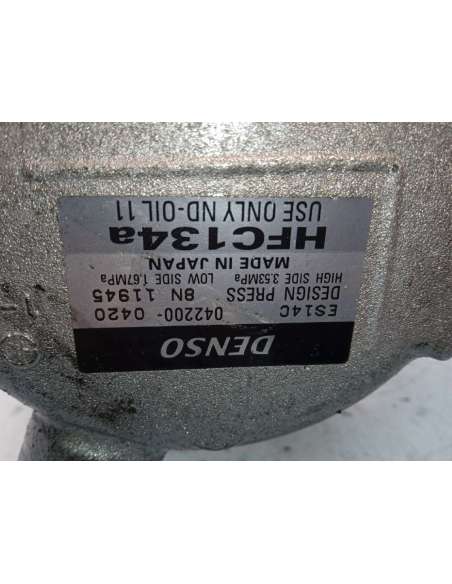 DENSO
ES14C 042200-0420
DESIGN PRESS 8N 11945
HIGH SIDE 3.53MPa LOW SIDE 1.67MPa
MADE IN JAPAN
HFC134a
USE ONLY ND-OIL 11